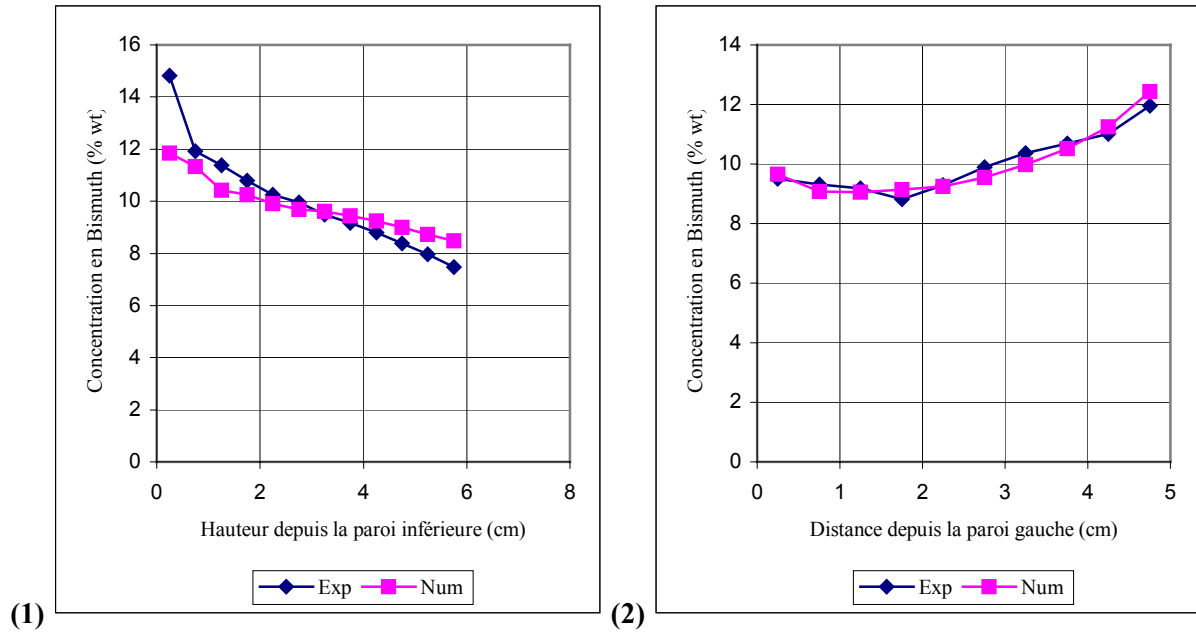 16
14
12
10
8
6
4
2
0
0 2 4 6 8
Concentration en Bismuth (% wt)
Hauteur depuis la paroi inférieure (cm)
Exp Num
(1)
14
12
10
8
6
4
2
0
0 1 2 3 4 5
Concentration en Bismuth (% wt)
Distance depuis la paroi gauche (cm)
Exp Num
(2)